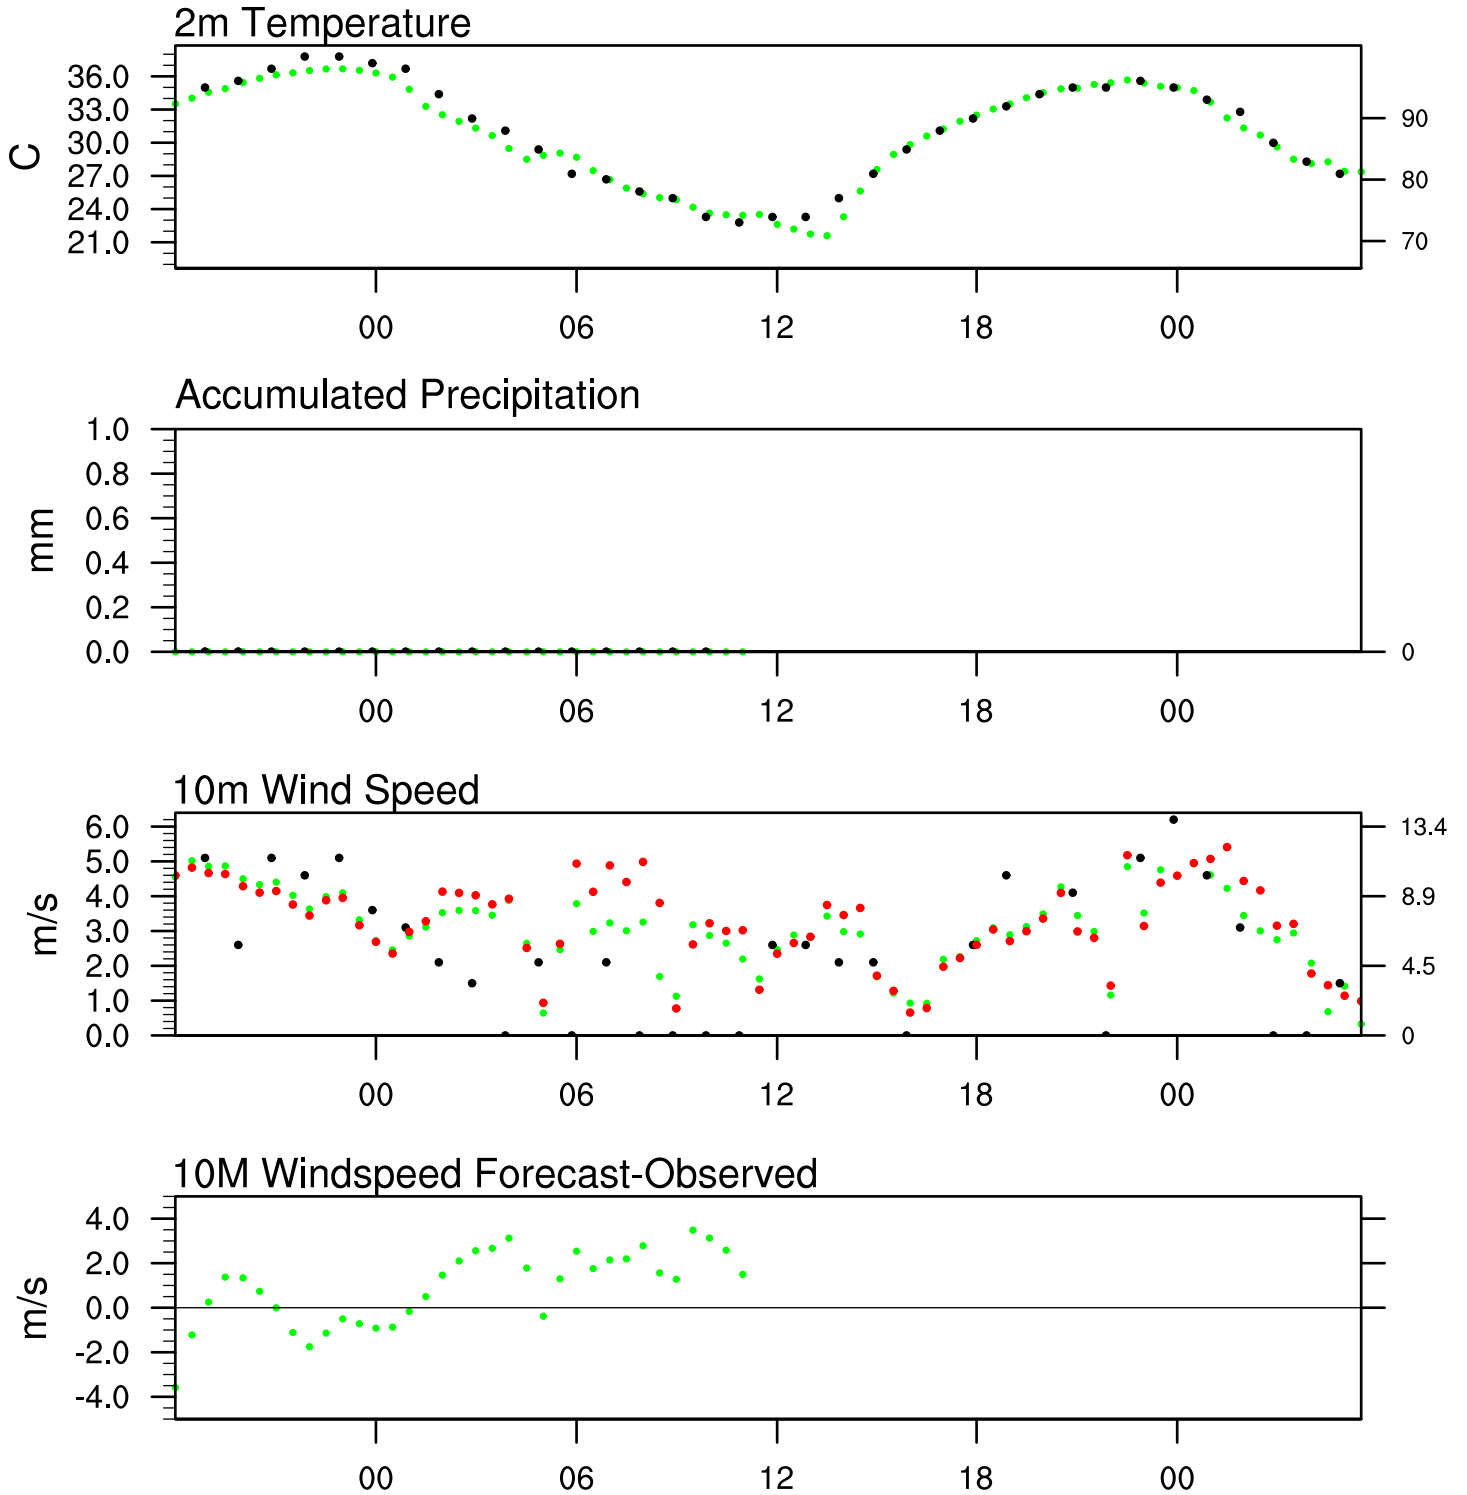 2m Temperature
C
36.0
33.0
30.0
27.0
24.0
21.0
90
80
70
00 06 12 18 00
Accumulated Precipitation
mm
1.0
0.8
0.6
0.4
0.2
0.0
0
00 06 12 18 00
10m Wind Speed
m/s
6.0
5.0
4.0
3.0
2.0
1.0
0.0
13.4
8.9
4.5
0
00 06 12 18 00
10M Windspeed Forecast-Observed
m/s
4.0
2.0
0.0
-2.0
-4.0
00 06 12 18 00